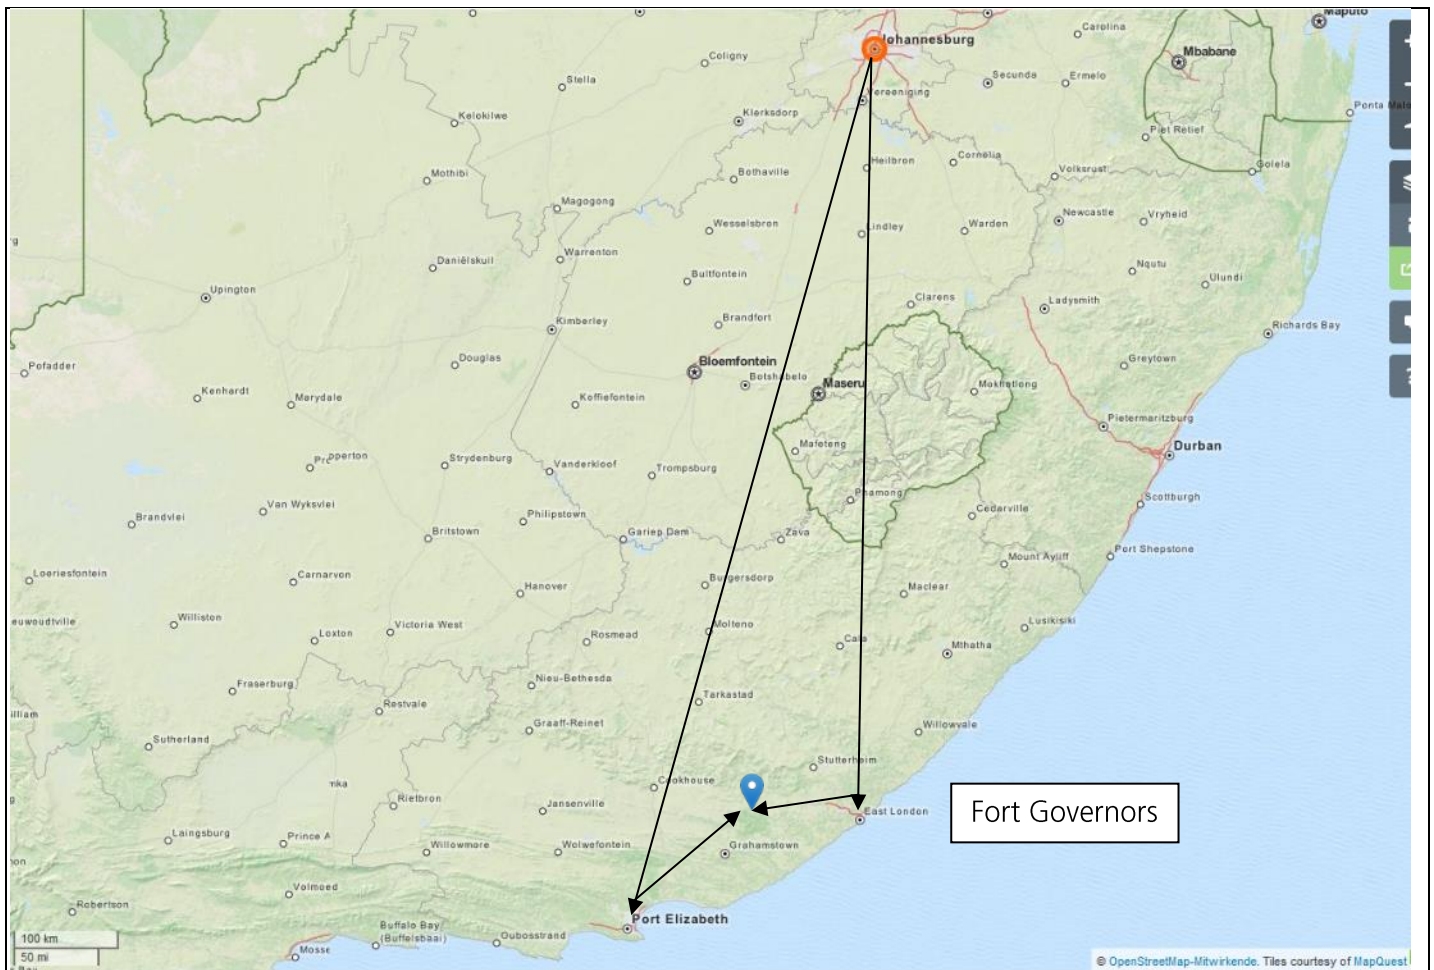 Maputo
Johannesburg
Carolina
Coligny
Mbabane
Stella
Secunda
Ermelo
Vereeniging
Ponta
Klerksdorp
Kelokilwe
Piet Relief
Heilbron
Cornelia
Volksrust
Golela
Mothibi
Bothaville
Magogong
Newcastle
Vryheid
Wesselsbron
Lindley
Warden
Warrenton
Daniëlskuil
Nqutu
Ulundi
Bultfontein
Upington
Clarens
Ladysmith
Kimberley
Brandfort
Richards Bay
Pofadder
Douglas
Bloemfontein
Greytown
Botshabelo
Maseru
Mokhotlong
Kenhardt
Marydale
Koffiefontein
Pietermaritzburg
Mafeteng
Durban
Strydenburg
Vanderkloof
Trompsburg
Phamong
Scottburgh
Van Wyksvlei
Brandvlei
Philipstown
Cedarville
Britstown
Gariep Dam
Zava
Mount Ayliff
Port Shepstone
Loeriesfontein
Carnarvon
Hanover
Burgersdorp
Maclear
euwoudtville
Williston
Victoria West
Molteno
Lusikisiki
Loxton
Rosmead
Cala
Mthatha
Fraserburg
Nieu-Bethesda
Restvale
Tarkastad
illiam
Graaff-Reinet
Willowvale
Sutherland
Stutterheim
Cookhouse
nka
Rietbron
Jansenville
East London
Fort Governors
Laingsburg
Prince A
Willowmore
Wolwefontein
Grahamstown
Volmoed
Robertson
Port Elizabeth
Buffalo Bay
(Buffelsbaai)
Oubosstrand
100 km
50 mi
Mosse
© OpenStreetMap-Mitwirkende. Tiles courtesy of MapQuest